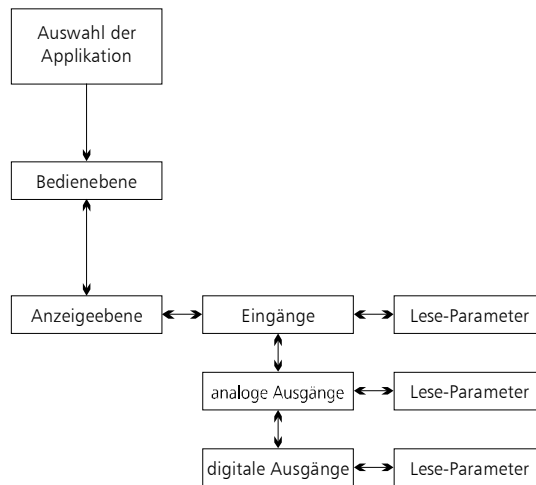 Auswahl der
Applikation
Bedienebene
Anzeigeebene
Eingänge
Lese-Parameter
analoge Ausgänge
Lese-Parameter
digitale Ausgänge
Lese-Parameter